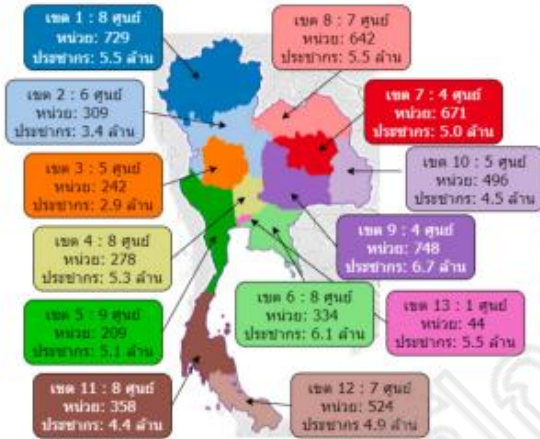 เขต 1 : 8 ศูนย์
หน่วย: 729
ประชากร: 5.5 ล้าน
เขต 8 : 7 ศูนย์
หน่วย: 642
ประชากร: 5.5 ล้าน
เขต 2 : 6 ศูนย์
หน่วย: 309
ประชากร: 3.4 ล้าน
เขต 7 : 4 ศูนย์
หน่วย: 671
ประชากร: 5.0 ล้าน
เขต 3 : 5 ศูนย์
หน่วย: 242
ประชากร: 2.9 ล้าน
เขต 10 : 5 ศูนย์
หน่วย: 496
ประชากร: 4.5 ล้าน
เขต 4 : 8 ศูนย์
หน่วย: 278
ประชากร: 5.3 ล้าน
เขต 9 : 4 ศูนย์
หน่วย: 748
ประชากร: 6.7 ล้าน
เขต 5 : 9 ศูนย์
หน่วย: 209
ประชากร: 5.1 ล้าน
เขต 6 : 8 ศูนย์
หน่วย: 334
ประชากร: 6.1 ล้าน
เขต 13 : 1 ศูนย์
หน่วย: 44
ประชากร: 5.5 ล้าน
เขต 11 : 8 ศูนย์
หน่วย: 358
ประชากร: 4.4 ล้าน
เขต 12 : 7 ศูนย์
หน่วย: 524
ประชากร 4.9 ล้าน